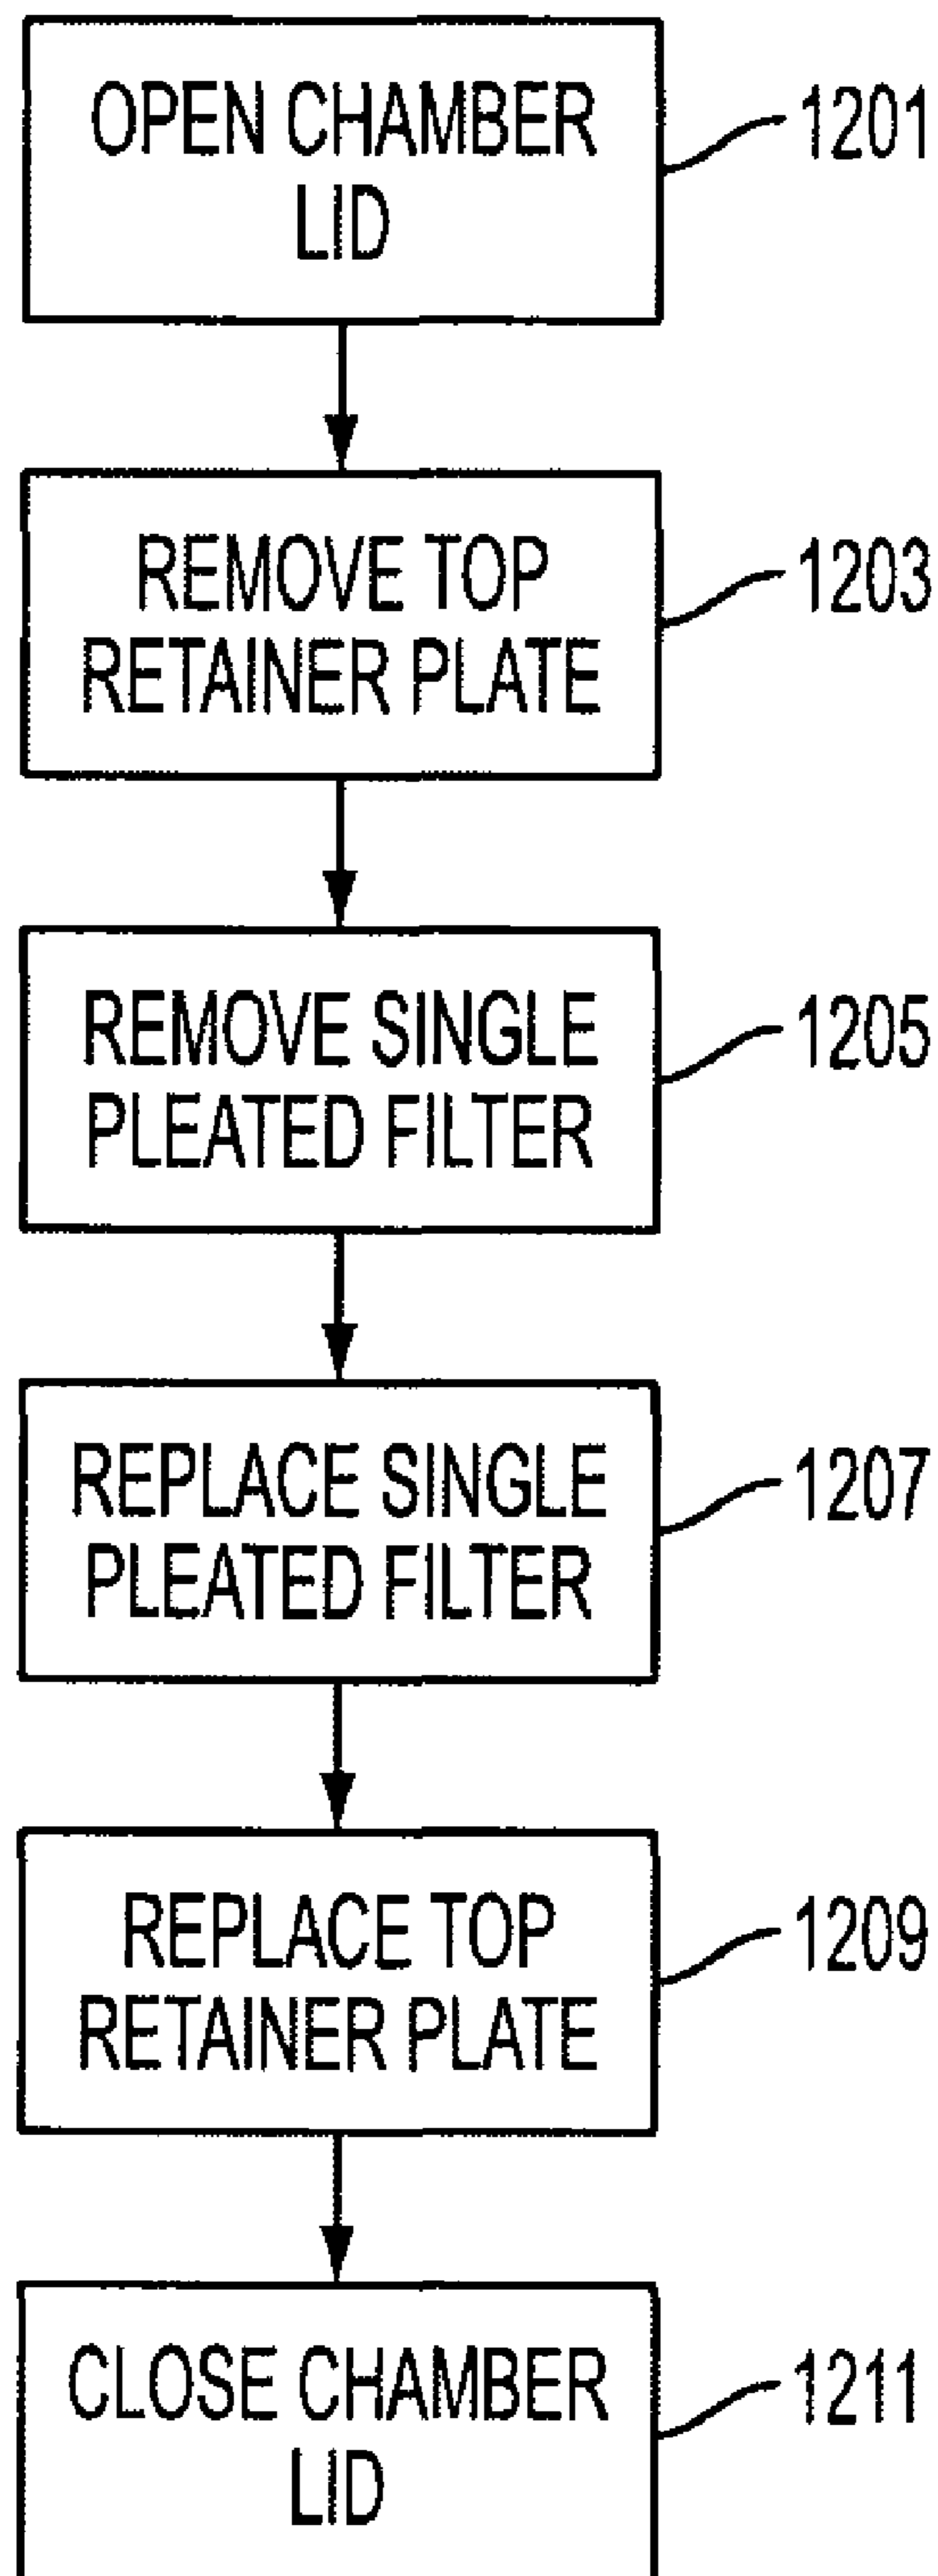 OPEN CHAMBER
LID
1201
REMOVE TOP
RETAINER PLATE
1203
REMOVE SINGLE
PLEATED FILTER
1205
REPLACE SINGLE
PLEATED FILTER
1207
REPLACE TOP
RETAINER PLATE
1209
CLOSE CHAMBER
LID
1211